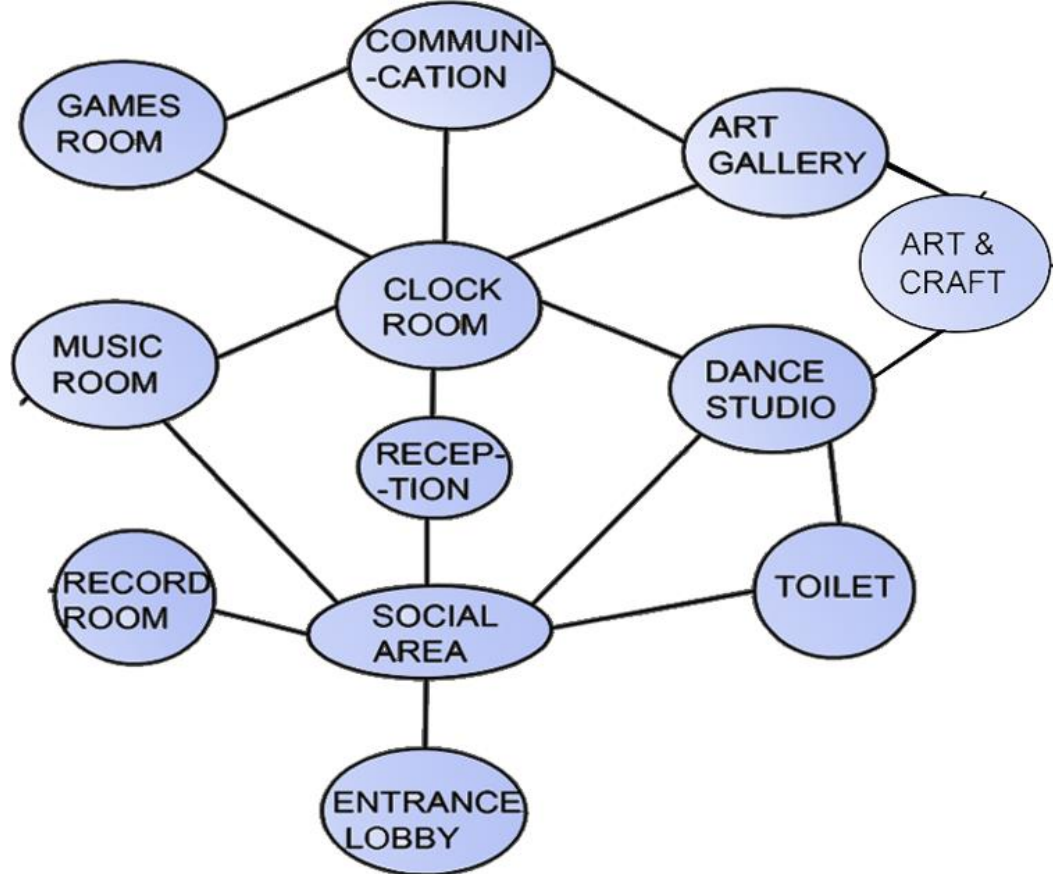 COMMUNI-
-CATION
GAMES
ROOM
ART
GALLERY
ART &
CRAFT
CLOCK
ROOM
MUSIC
ROOM
DANCE
STUDIO
RECEP-
-TION
RECORD
ROOM
TOILET
SOCIAL
AREA
ENTRANCE
LOBBY